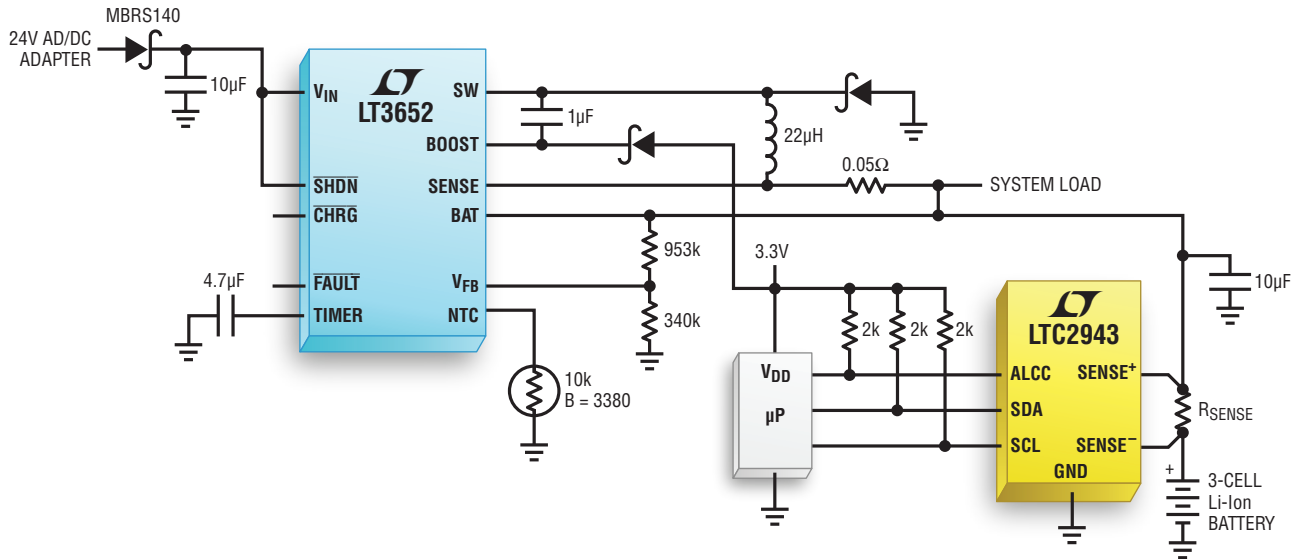 MBRS140
24V AD/DC
ADAPTER
10µF
VIN
LT3652
SW
1µF
BOOST
22µH
0.05Ω
SHDN
SENSE
SYSTEM LOAD
CHRG
BAT
953k
3.3V
4.7µF
FAULT
VFB
10µF
TIMER
NTC
340k
2k
2k
2k
LTC2943
10k
B = 3380
VDD
ALCC
SENSE+
µP
SDA
RSENSE
SCL
SENSE−
GND
+
3-CELL
Li-Ion
BATTERY